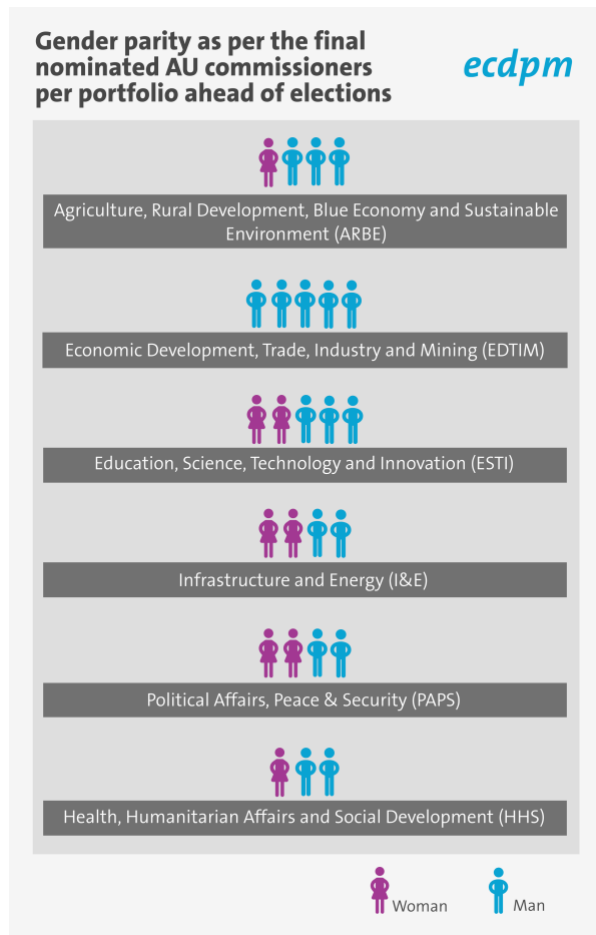 Gender parity as per the final
nominated AU commissioners
per portfolio ahead of elections
ecdpm
Agriculture, Rural Development, Blue Economy and Sustainable
Environment (ARBE)
Economic Development, Trade, Industry and Mining (EDTIM)
Education, Science, Technology and Innovation (ESTI)
Infrastructure and Energy (I&E)
Political Affairs, Peace & Security (PAPS)
Health, Humanitarian Affairs and Social Development (HHS)
Woman
Man